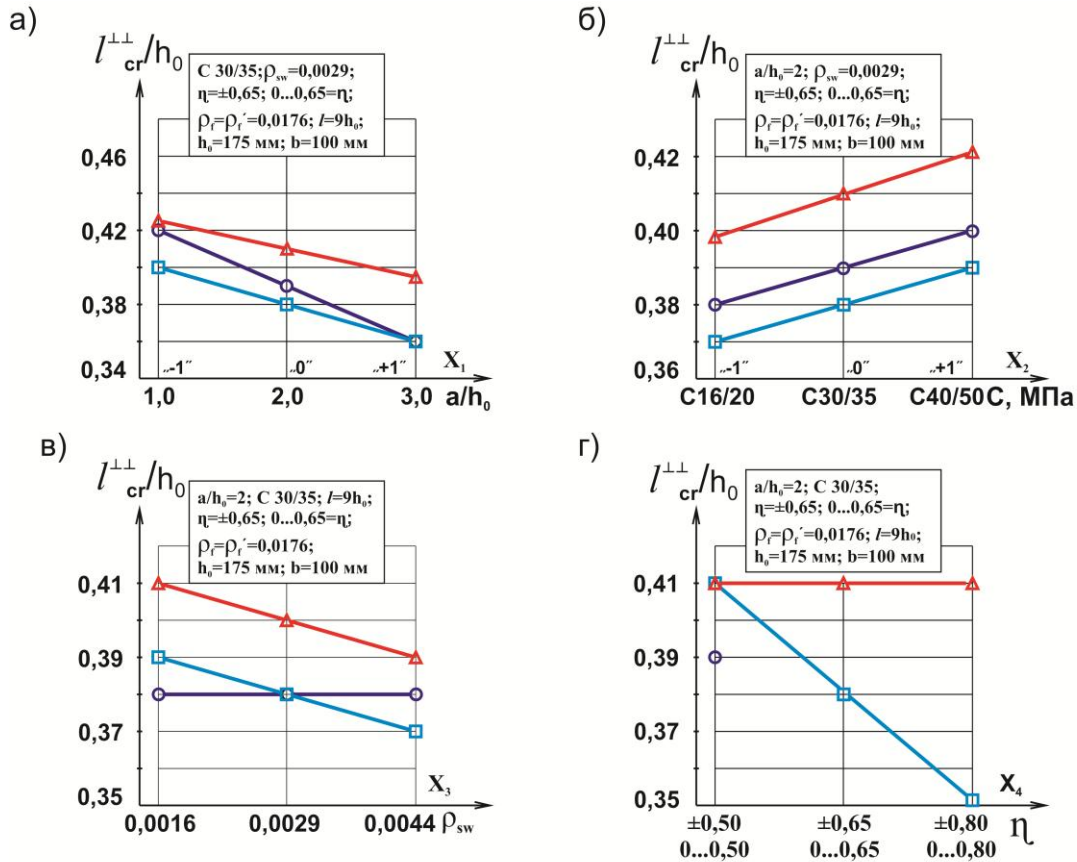 а)
l⊥⊥cr/h₀
C 30/35; ρsw=0,0029;
η=±0,65; 0...0,65=η;
ρf=ρf´=0,0176; l=9h₀;
h₀=175 мм; b=100 мм
0,46
0,42
0,38
0,34
„-1″
„0″
„+1″
X₁
1,0
2,0
3,0
a/h₀
б)
l⊥⊥cr/h₀
a/h₀=2; ρsw=0,0029;
η=±0,65; 0...0,65=η;
ρf=ρf´=0,0176; l=9h₀;
h₀=175 мм; b=100 мм
0,42
0,40
0,38
0,36
„-1″
„0″
„+1″
X₂
C16/20
C30/35
C40/50
С, МПа
в)
l⊥⊥cr/h₀
a/h₀=2; C 30/35; l=9h₀;
η=±0,65; 0...0,65=η;
ρf=ρf´=0,0176;
h₀=175 мм; b=100 мм
0,41
0,39
0,37
0,35
X₃
0,0016
0,0029
0,0044
ρsw
г)
l⊥⊥cr/h₀
a/h₀=2; C 30/35;
η=±0,65; 0...0,65=η;
ρf=ρf´=0,0176; l=9h₀;
h₀=175 мм; b=100 мм
0,41
0,39
0,37
0,35
X₄
±0,50
0...0,50
±0,65
0...0,65
±0,80
0...0,80
η